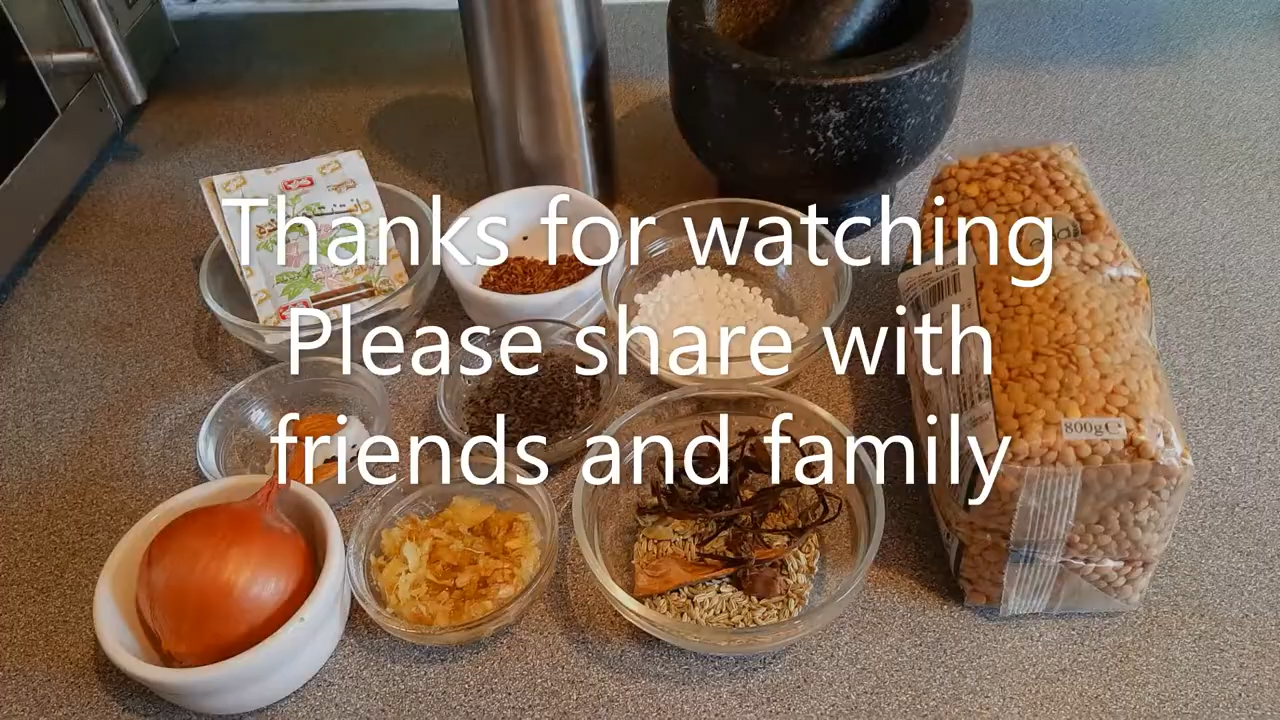 Thanks for watching
Please share with
friends and family
800g℮